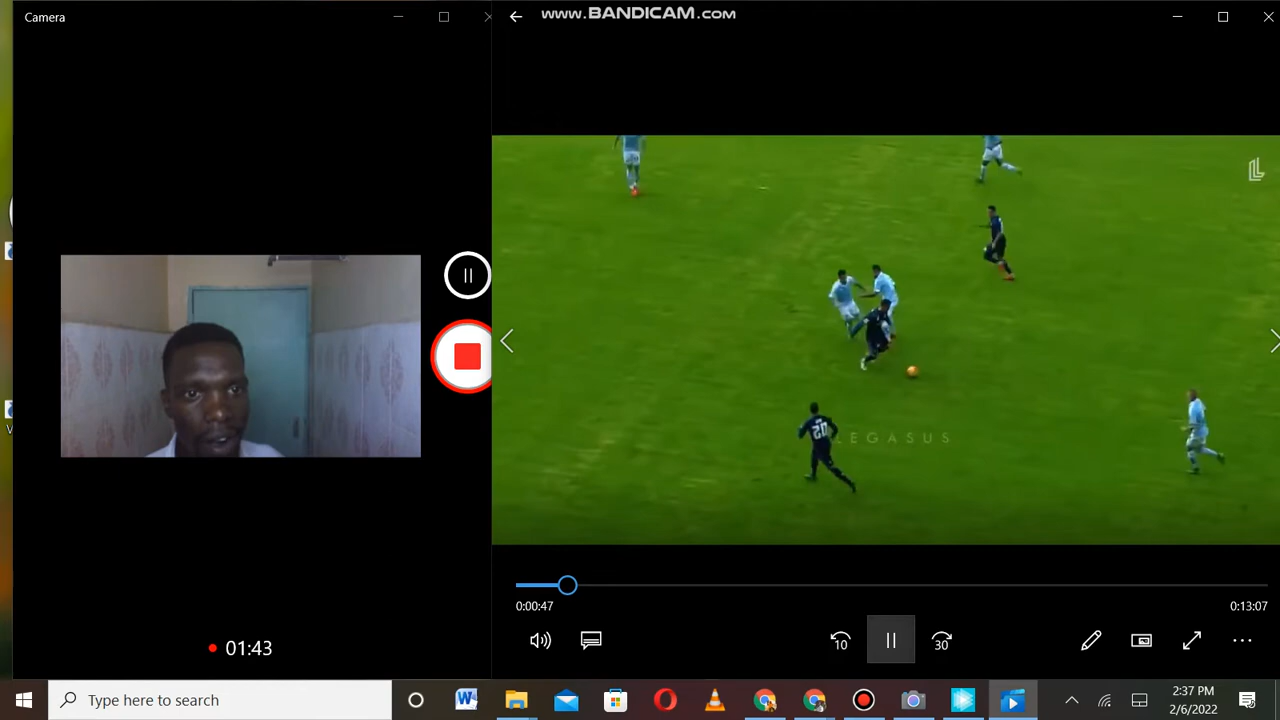 Camera
www.BANDICAM.com
20
LEGASUS
0:00:47
0:13:07
10
30
01:43
Type here to search
2:37 PM
2/6/2022